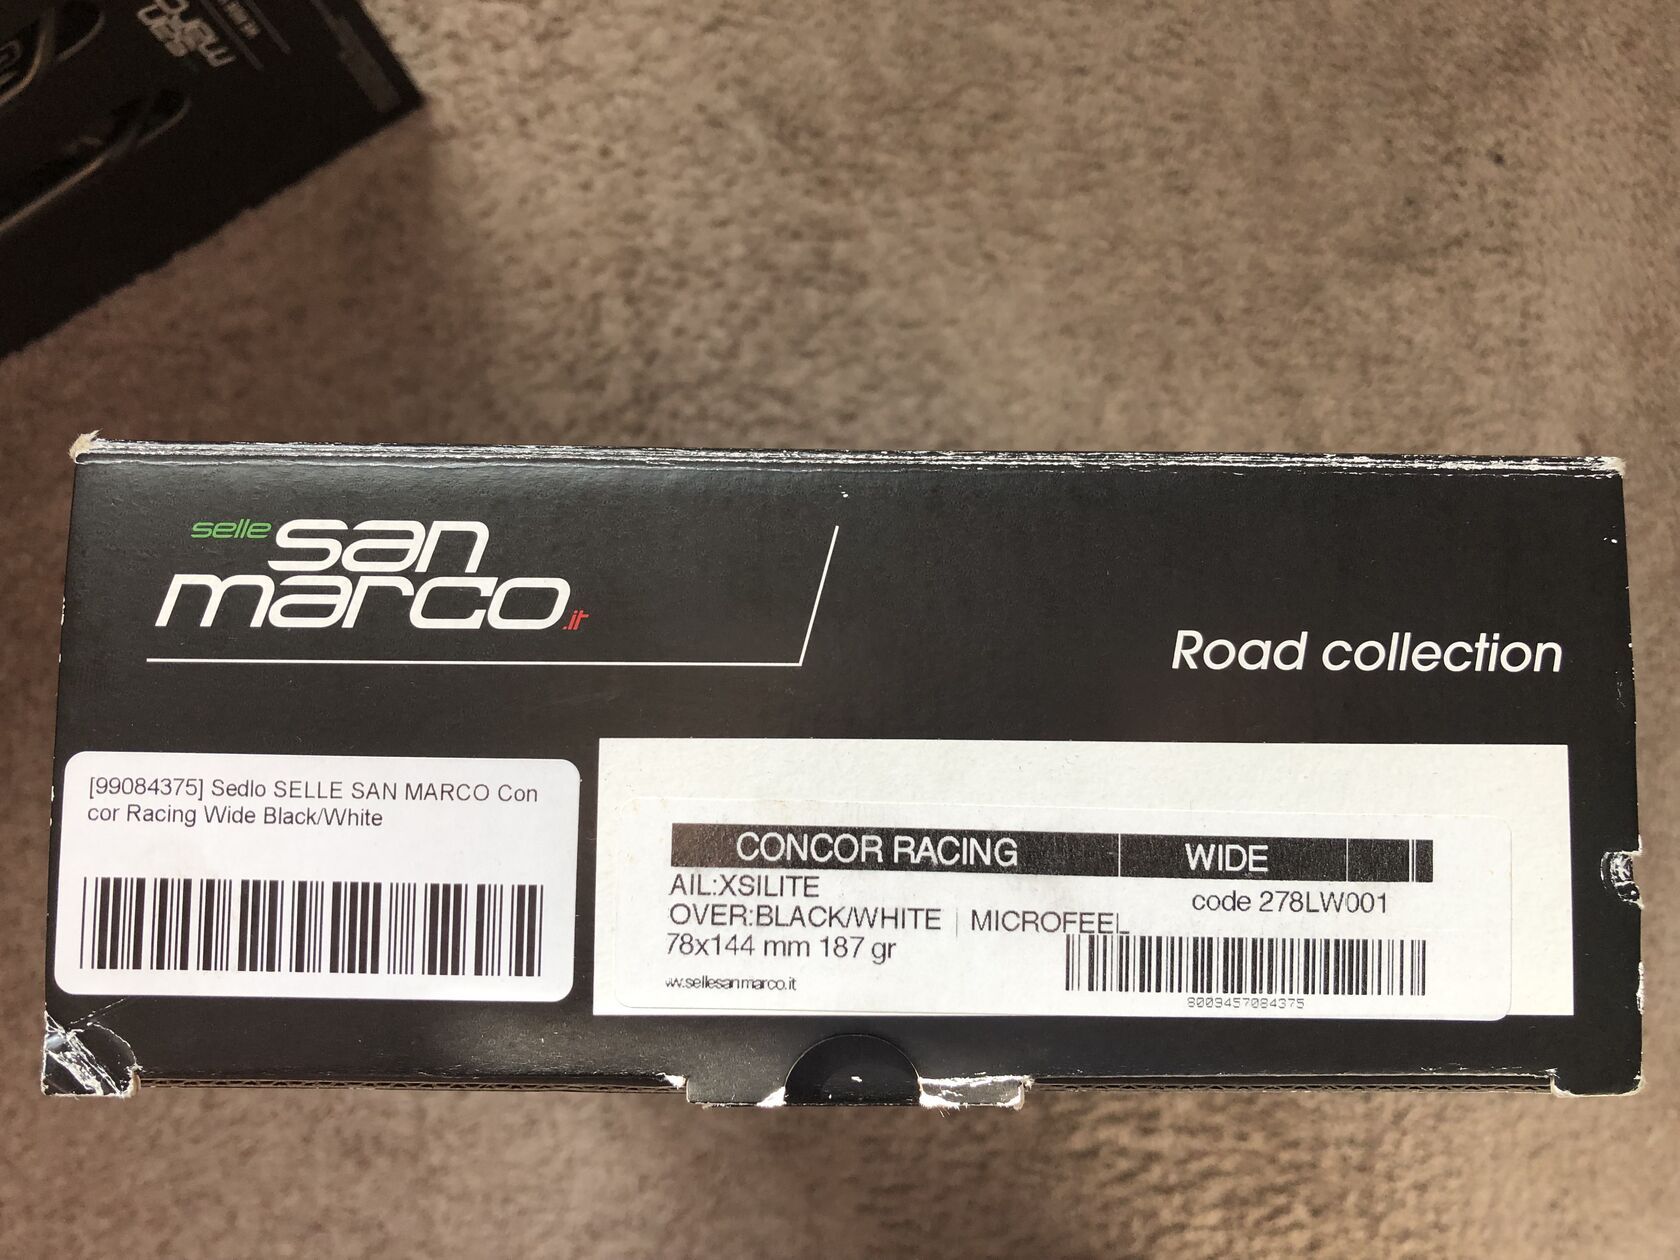 selle san
marco.it
Road collection
[99084375] Sedlo SELLE SAN MARCO Con
cor Racing Wide Black/White
CONCOR RACING WIDE
AIL:XSILITE
code 278LW001
OVER:BLACK/WHITE | MICROFEEL
78x144 mm 187 gr
w.sellesanmarco.it
8009457084375